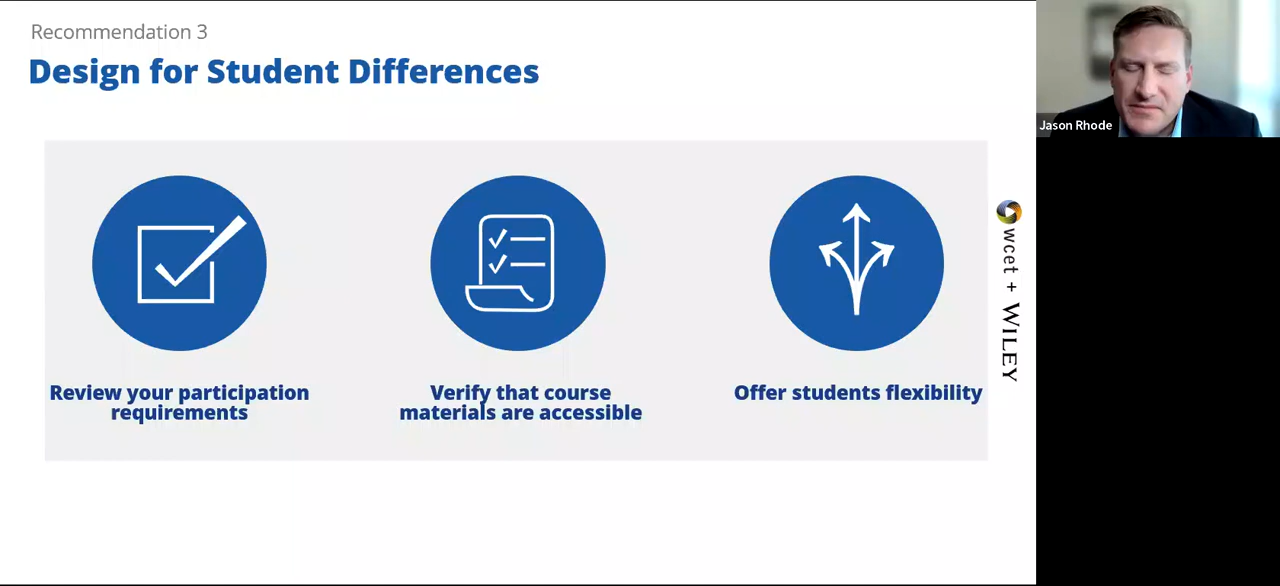 Recommendation 3
Design for Student Differences
Review your participation
requirements
Verify that course
materials are accessible
Offer students flexibility
wcet + WILEY
Jason Rhode